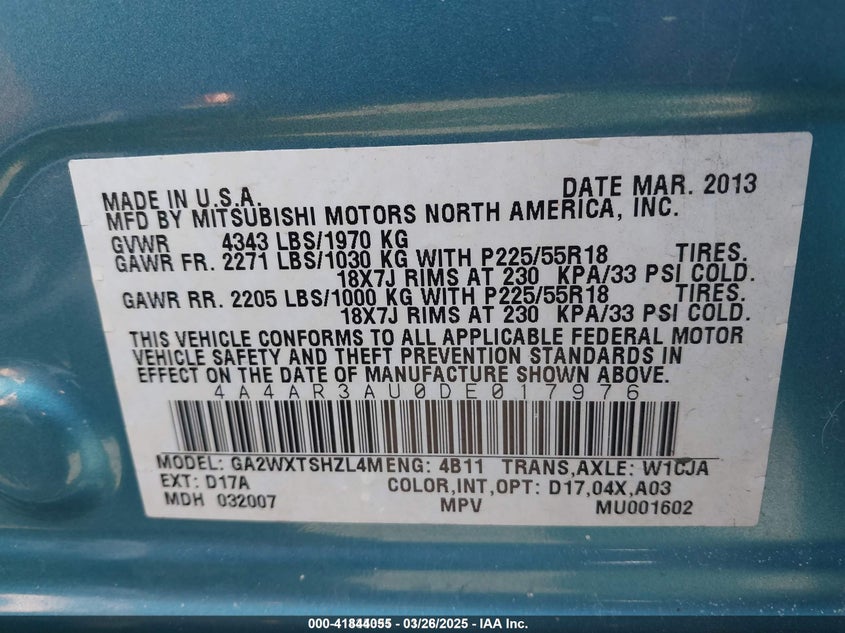 MADE IN U.S.A. DATE MAR. 2013
MFD BY MITSUBISHI MOTORS NORTH AMERICA, INC.
GVWR 4343 LBS/1970 KG
GAWR FR. 2271 LBS/1030 KG WITH P225/55R18 TIRES.
18X7J RIMS AT 230 KPA/33 PSI COLD.
GAWR RR. 2205 LBS/1000 KG WITH P225/55R18 TIRES.
18X7J RIMS AT 230 KPA/33 PSI COLD.
THIS VEHICLE CONFORMS TO ALL APPLICABLE FEDERAL MOTOR
VEHICLE SAFETY AND THEFT PREVENTION STANDARDS IN
EFFECT ON THE DATE OF MANUFACTURE SHOWN ABOVE.
4A4AR3AU0DE017976
MODEL: GA2WXTSHZL4M ENG: 4B11 TRANS,AXLE: W1CJA
EXT: D17A COLOR,INT,OPT: D17,04X,A03
MDH 032007 MPV MU001602
000-41844055 - 03/26/2025 - IAA Inc.